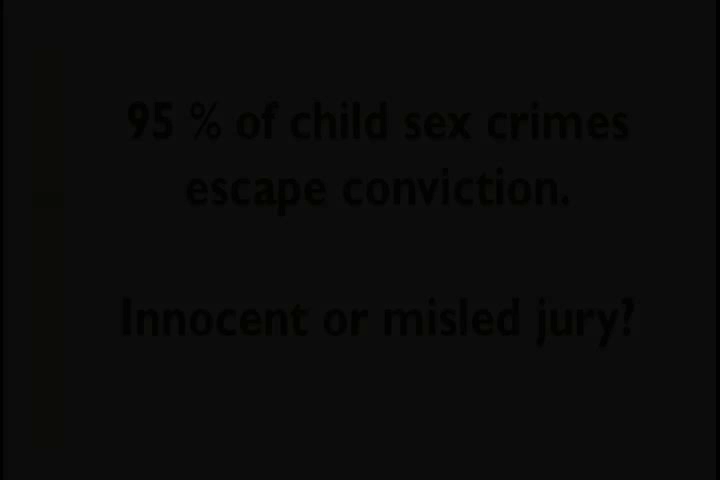 95 % of child sex crimes
escape conviction.
Innocent or misled jury?